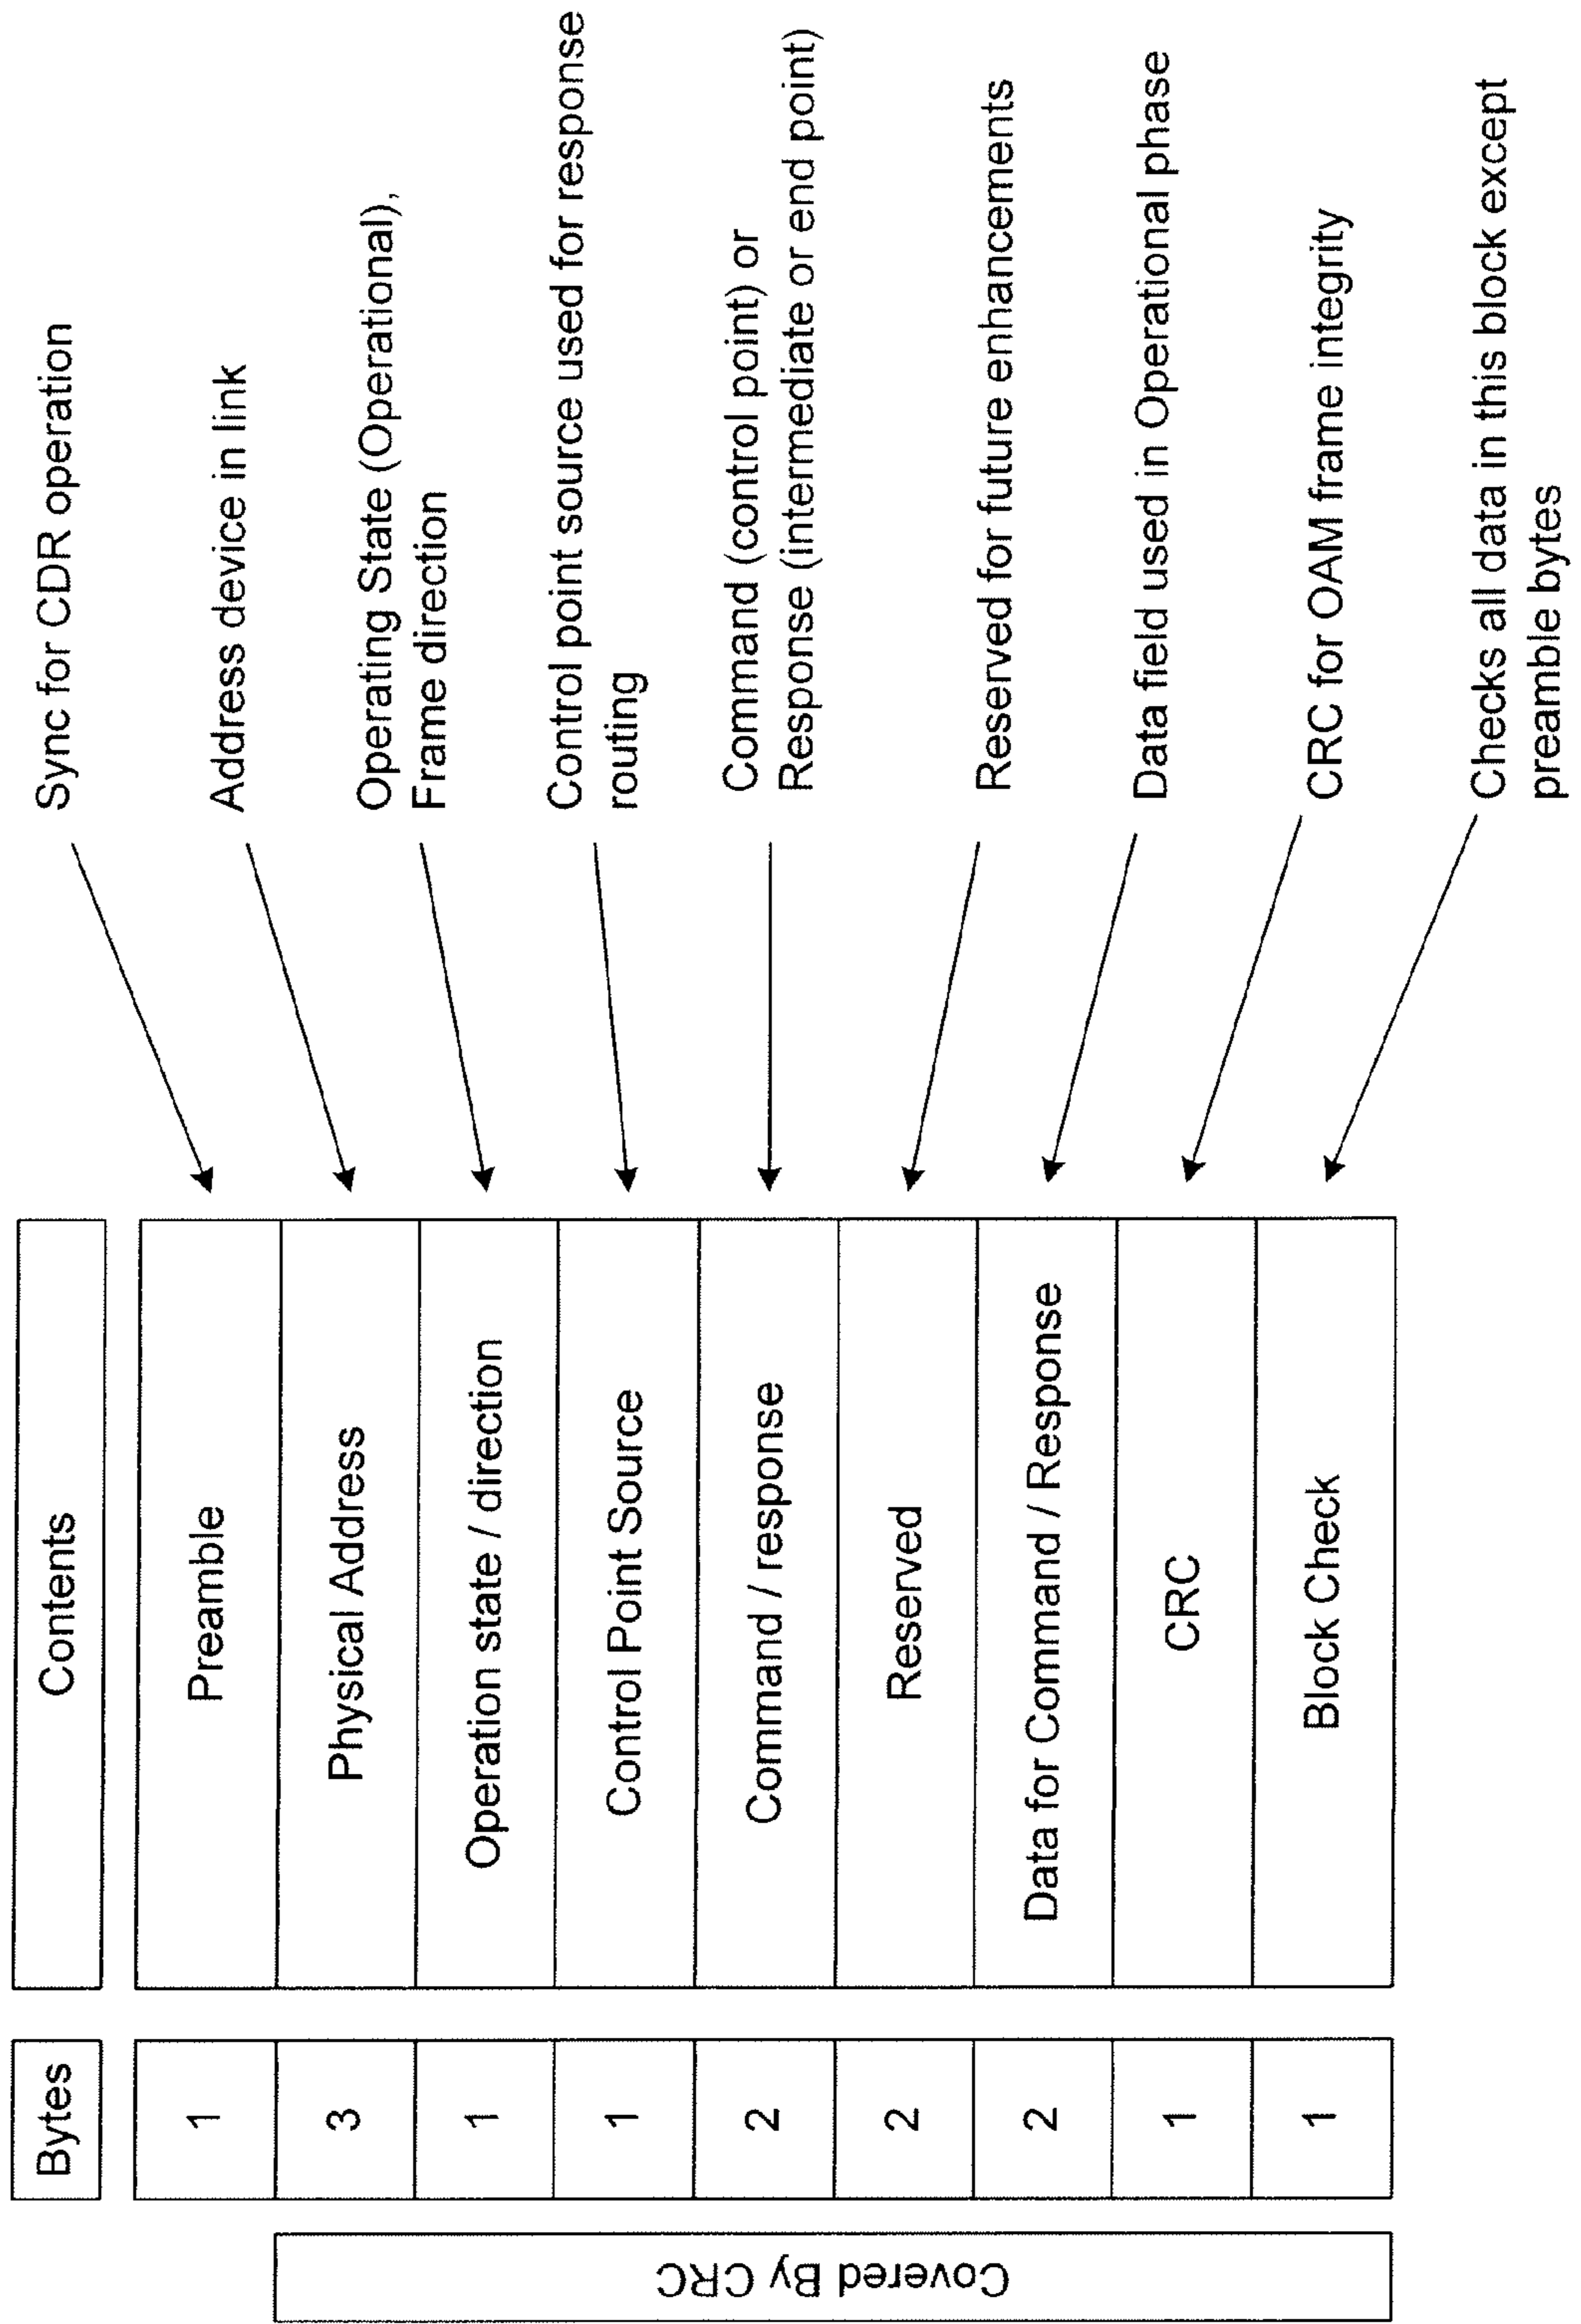 Bytes
Contents
1
Preamble
Sync for CDR operation
3
Physical Address
Address device in link
1
Operation state / direction
Operating State (Operational),
Frame direction
1
Control Point Source
Control point source used for response
routing
2
Command / response
Command (control point) or
Response (intermediate or end point)
2
Reserved
Reserved for future enhancements
2
Data for Command / Response
Data field used in Operational phase
1
CRC
CRC for OAM frame integrity
1
Block Check
Checks all data in this block except
preamble bytes
Covered By CRC